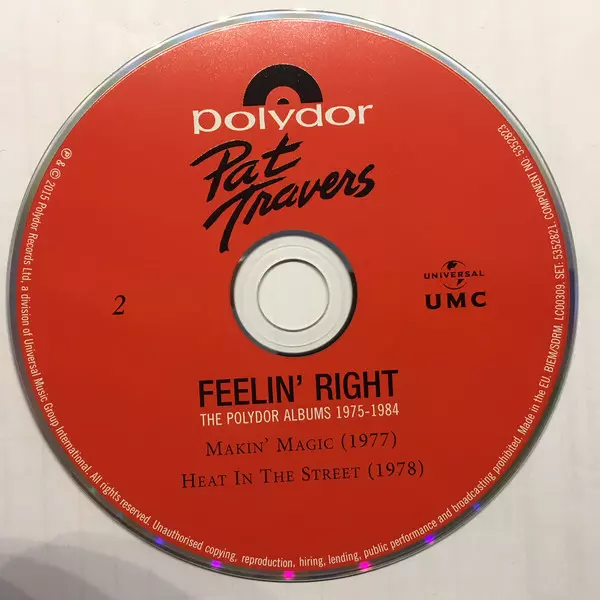 polydor
Pat
Travers
2
UNIVERSAL
UMC
FEELIN' RIGHT
THE POLYDOR ALBUMS 1975-1984
MAKIN' MAGIC (1977)
HEAT IN THE STREET (1978)
℗ & © 2015 Polydor Records Ltd, a division of Universal Music Group International. All rights reserved. Unauthorised copying, reproduction, hiring, lending, public performance and broadcasting prohibited. Made in the EU. BIEM/SDRM. LC00309. SET: 5352821. COMPONENT NO: 5352823